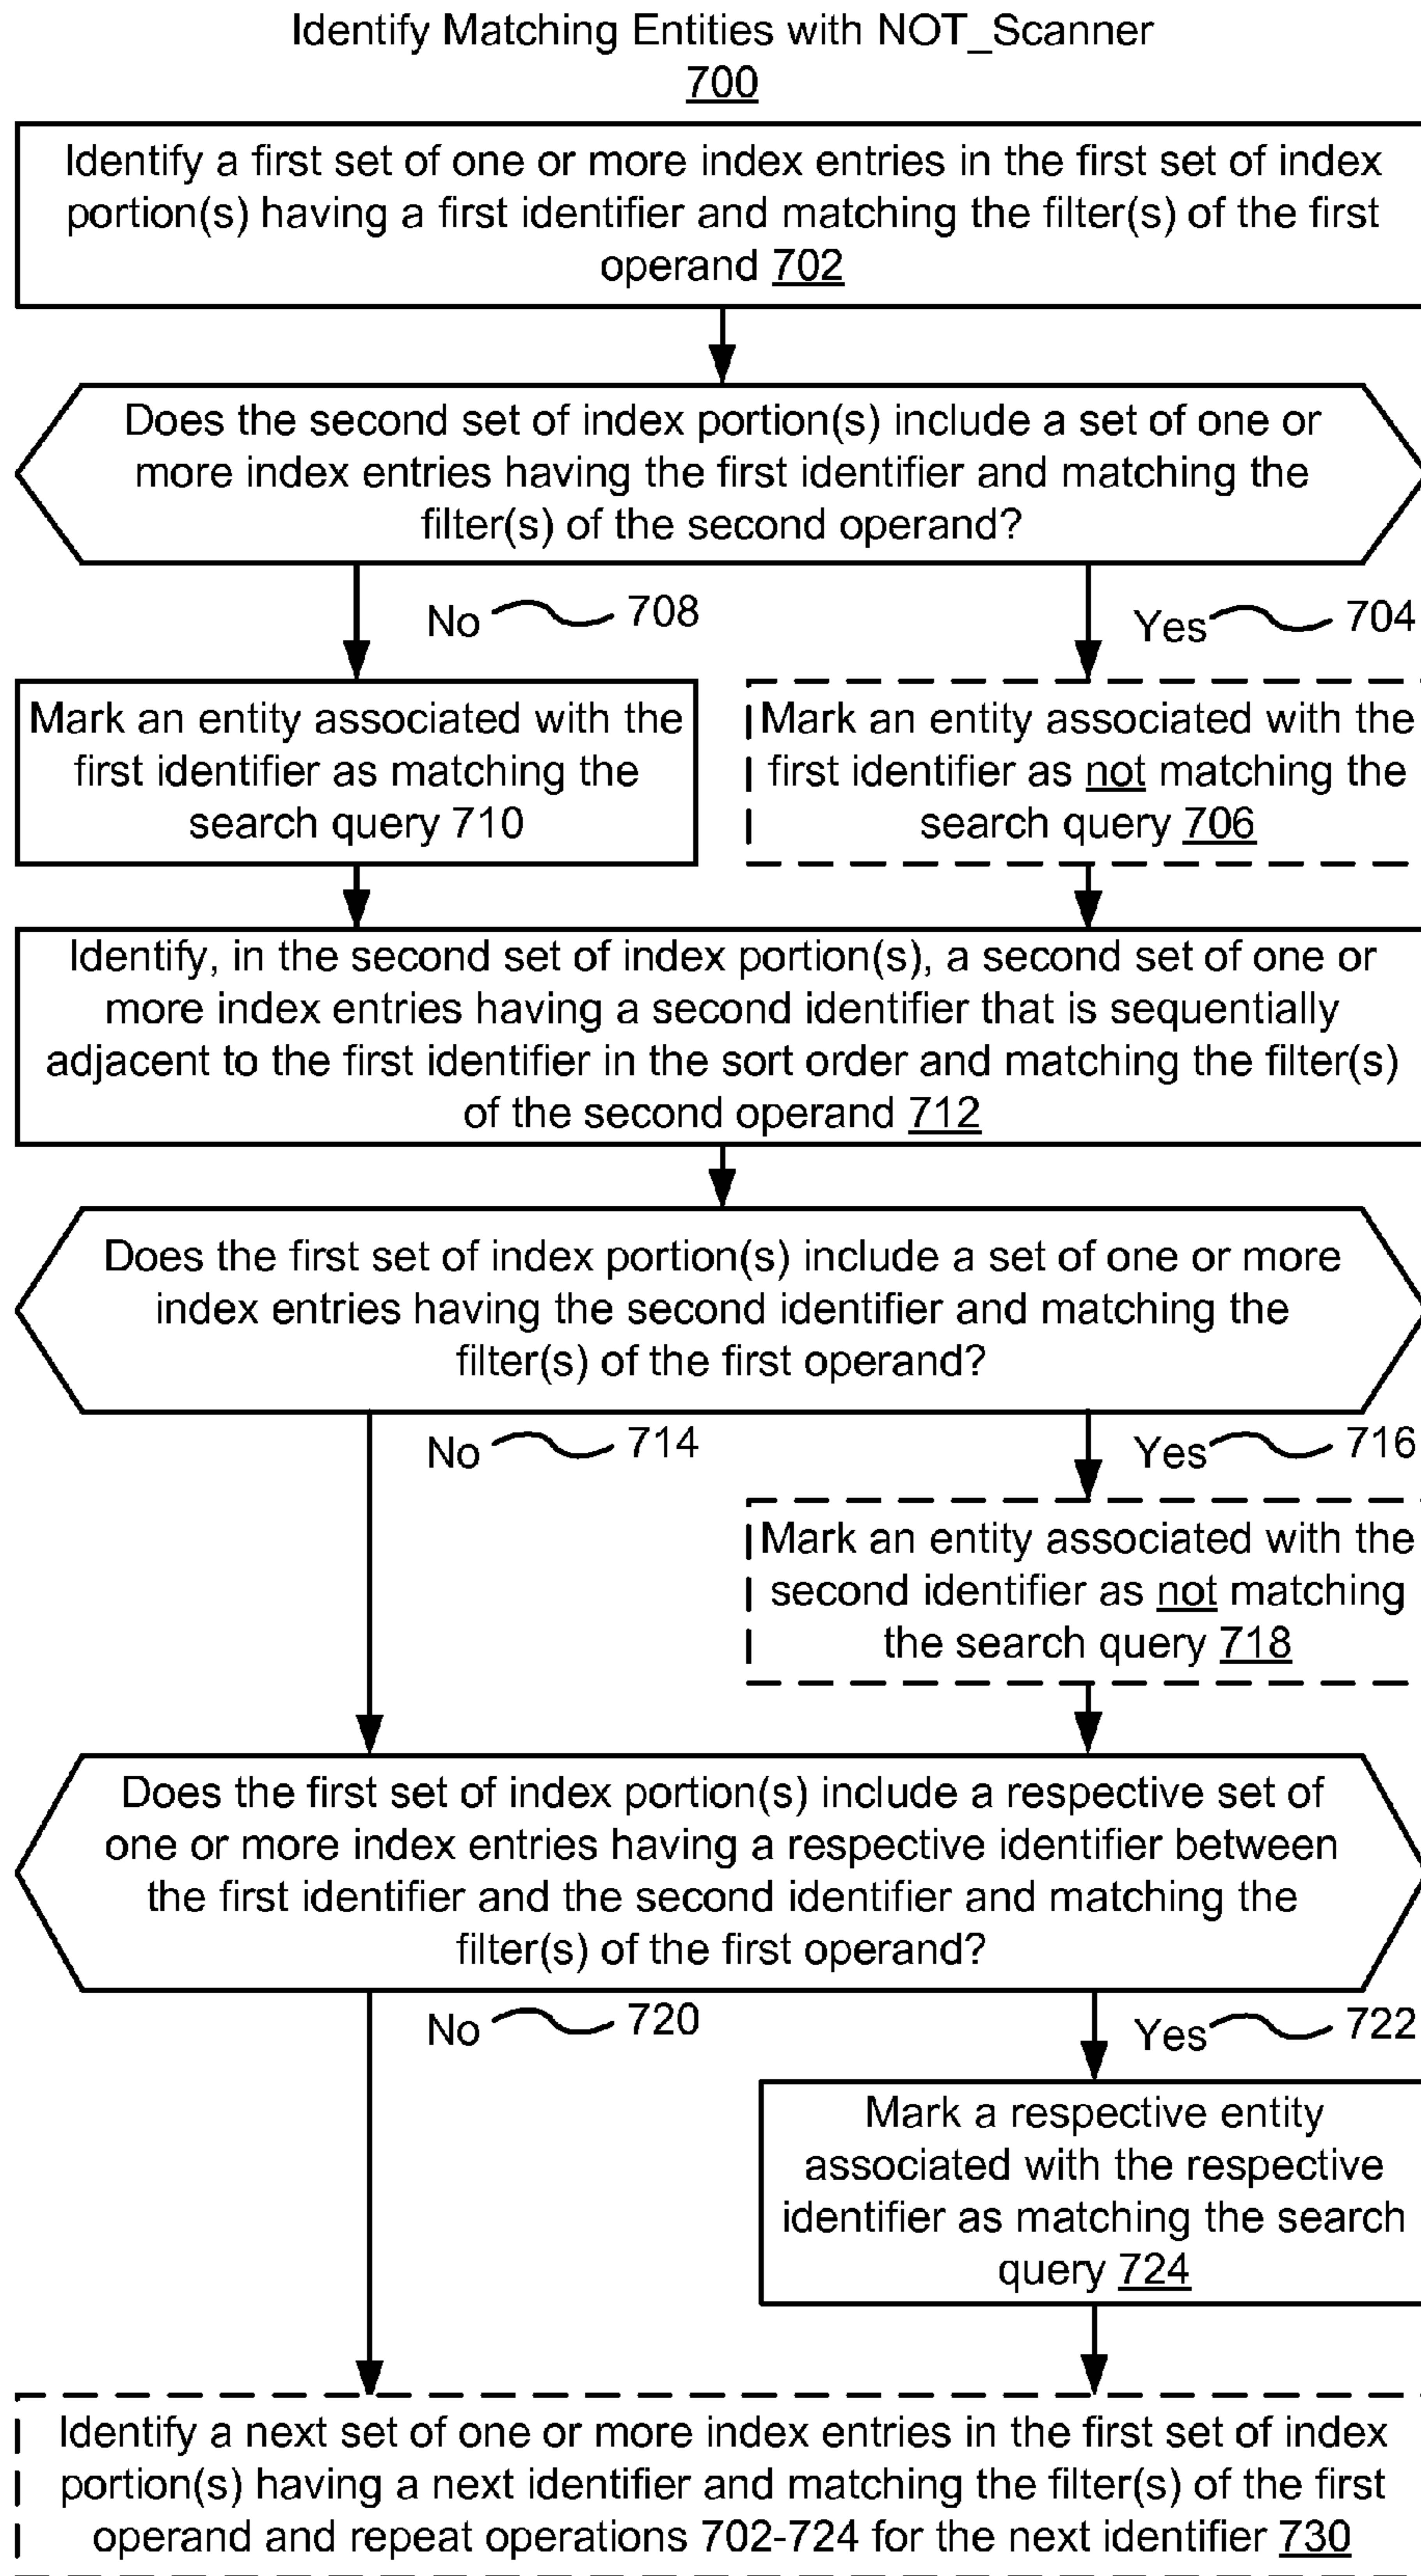 Identify Matching Entities with NOT_Scanner
700
Identify a first set of one or more index entries in the first set of index
portion(s) having a first identifier and matching the filter(s) of the first
operand 702
Does the second set of index portion(s) include a set of one or
more index entries having the first identifier and matching the
filter(s) of the second operand?
No 708
Yes 704
Mark an entity associated with the
first identifier as matching the
search query 710
Mark an entity associated with the
first identifier as not matching the
search query 706
Identify, in the second set of index portion(s), a second set of one or
more index entries having a second identifier that is sequentially
adjacent to the first identifier in the sort order and matching the filter(s)
of the second operand 712
Does the first set of index portion(s) include a set of one or more
index entries having the second identifier and matching the
filter(s) of the first operand?
No 714
Yes 716
Mark an entity associated with the
second identifier as not matching
the search query 718
Does the first set of index portion(s) include a respective set of
one or more index entries having a respective identifier between
the first identifier and the second identifier and matching the
filter(s) of the first operand?
No 720
Yes 722
Mark a respective entity
associated with the respective
identifier as matching the search
query 724
Identify a next set of one or more index entries in the first set of index
portion(s) having a next identifier and matching the filter(s) of the first
operand and repeat operations 702-724 for the next identifier 730